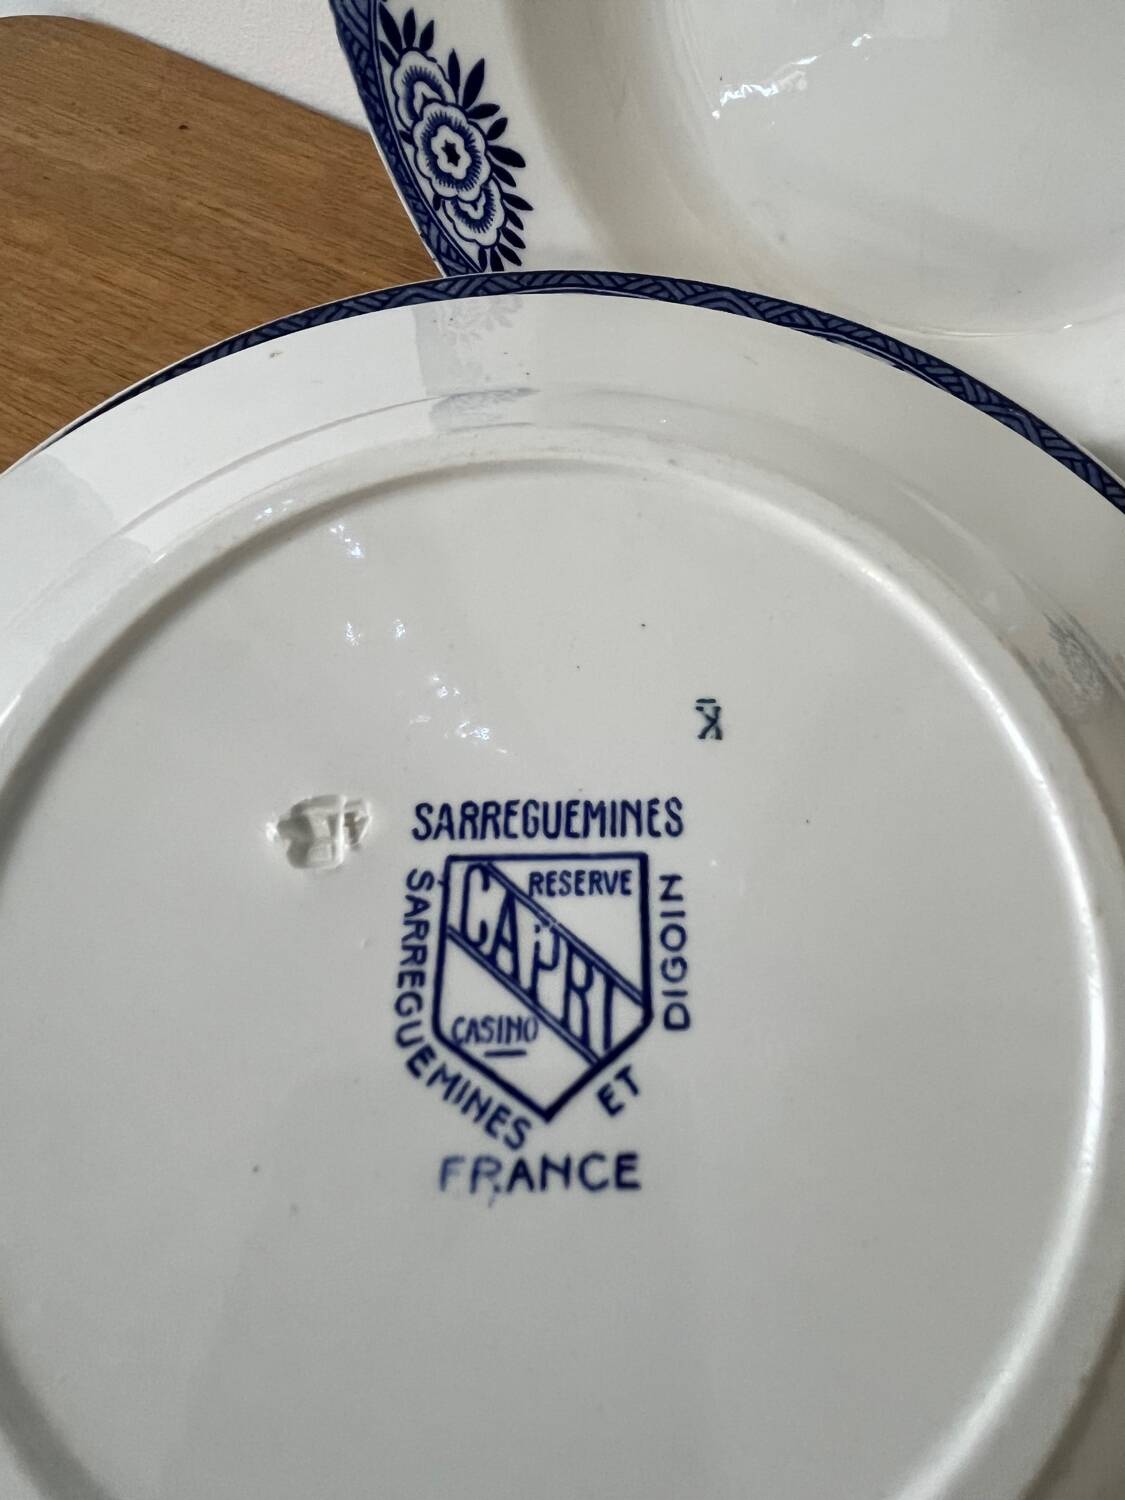 K
SARREGUEMINES
RESERVE
CAPRI
CASINO
SARREGUEMINES
ET
DIGOIN
FRANCE